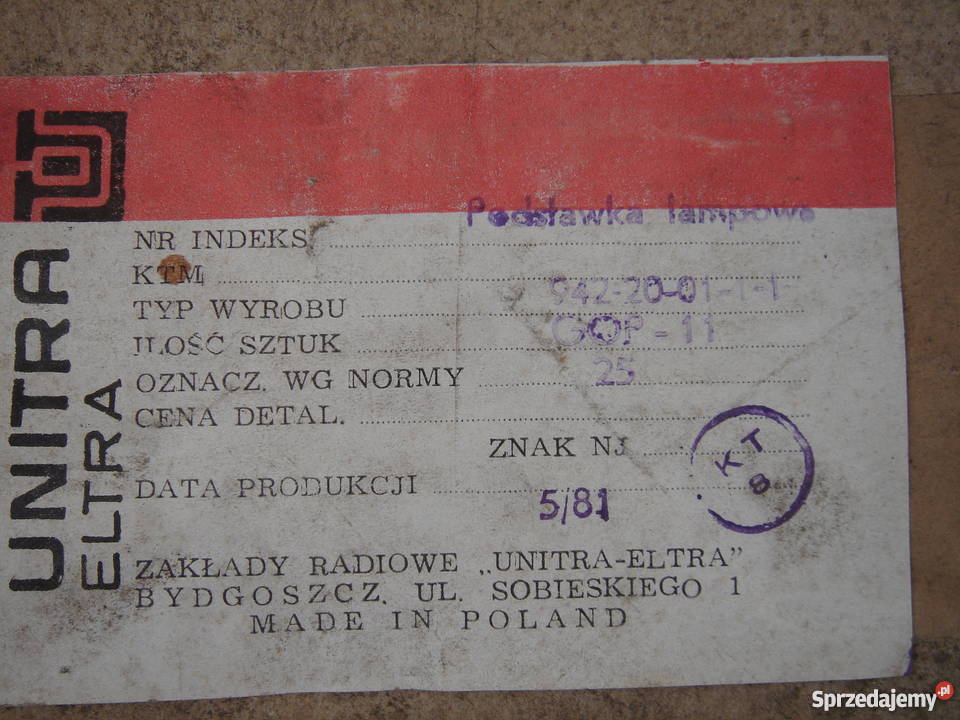 UNITRA
ELTRA
Podstawka lampowa
NR INDEKS
KTM
942-20-01-1-1
TYP WYROBU
GOP-11
ILOŚĆ SZTUK
25
OZNACZ. WG NORMY
CENA DETAL.
ZNAK NJ
KT
8
DATA PRODUKCJI
5/81
ZAKŁADY RADIOWE „UNITRA-ELTRA”
BYDGOSZCZ, UL. SOBIESKIEGO 1
MADE IN POLAND
Sprzedajemy.pl